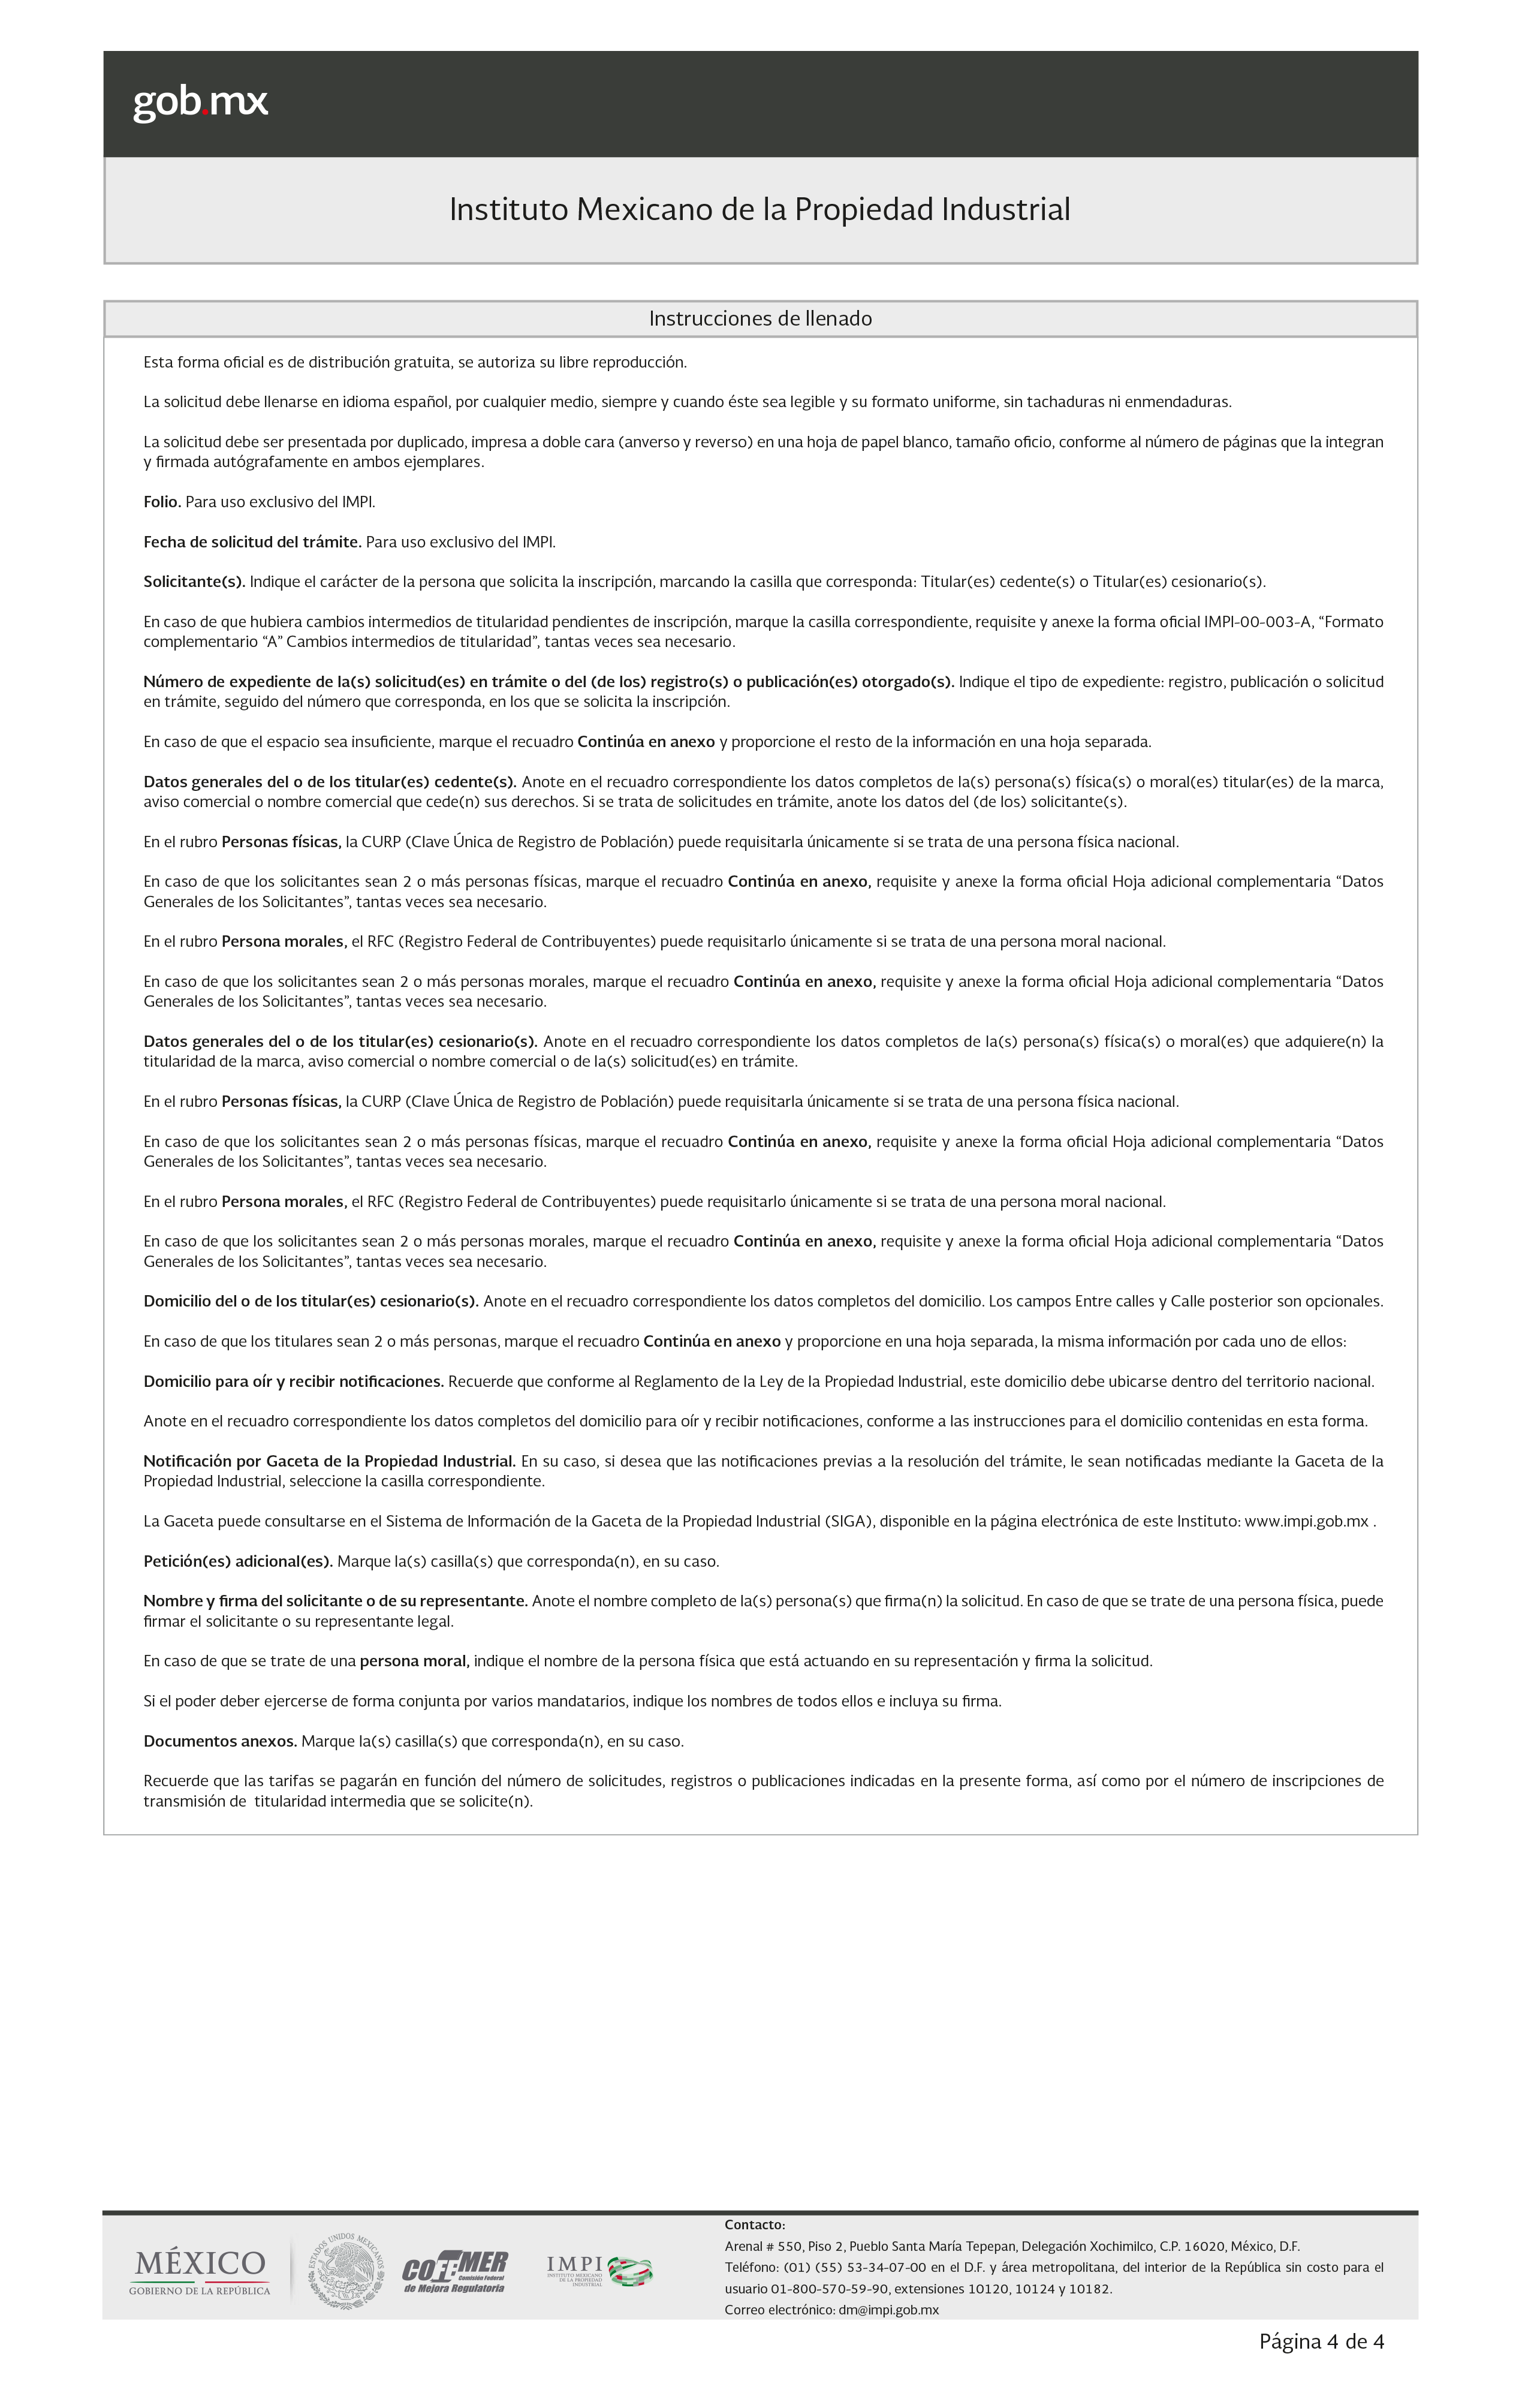 gob.mx
Instituto Mexicano de la Propiedad Industrial
Instrucciones de llenado
Esta forma oficial es de distribución gratuita, se autoriza su libre reproducción.
La solicitud debe llenarse en idioma español, por cualquier medio, siempre y cuando éste sea legible y su formato uniforme, sin tachaduras ni enmendaduras.
La solicitud debe ser presentada por duplicado, impresa a doble cara (anverso y reverso) en una hoja de papel blanco, tamaño oficio, conforme al número de páginas que la integran
y firmada autógrafamente en ambos ejemplares.
Folio. Para uso exclusivo del IMPI.
Fecha de solicitud del trámite. Para uso exclusivo del IMPI.
Solicitante(s). Indique el carácter de la persona que solicita la inscripción, marcando la casilla que corresponda: Titular(es) cedente(s) o Titular(es) cesionario(s).
En caso de que hubiera cambios intermedios de titularidad pendientes de inscripción, marque la casilla correspondiente, requisite y anexe la forma oficial IMPI-00-003-A, “Formato
complementario “A” Cambios intermedios de titularidad”, tantas veces sea necesario.
Número de expediente de la(s) solicitud(es) en trámite o del (de los) registro(s) o publicación(es) otorgado(s). Indique el tipo de expediente: registro, publicación o solicitud
en trámite, seguido del número que corresponda, en los que se solicita la inscripción.
En caso de que el espacio sea insuficiente, marque el recuadro Continúa en anexo y proporcione el resto de la información en una hoja separada.
Datos generales del o de los titular(es) cedente(s). Anote en el recuadro correspondiente los datos completos de la(s) persona(s) física(s) o moral(es) titular(es) de la marca,
aviso comercial o nombre comercial que cede(n) sus derechos. Si se trata de solicitudes en trámite, anote los datos del (de los) solicitante(s).
En el rubro Personas físicas, la CURP (Clave Única de Registro de Población) puede requisitarla únicamente si se trata de una persona física nacional.
En caso de que los solicitantes sean 2 o más personas físicas, marque el recuadro Continúa en anexo, requisite y anexe la forma oficial Hoja adicional complementaria “Datos
Generales de los Solicitantes”, tantas veces sea necesario.
En el rubro Persona morales, el RFC (Registro Federal de Contribuyentes) puede requisitarlo únicamente si se trata de una persona moral nacional.
En caso de que los solicitantes sean 2 o más personas morales, marque el recuadro Continúa en anexo, requisite y anexe la forma oficial Hoja adicional complementaria “Datos
Generales de los Solicitantes”, tantas veces sea necesario.
Datos generales del o de los titular(es) cesionario(s). Anote en el recuadro correspondiente los datos completos de la(s) persona(s) física(s) o moral(es) que adquiere(n) la
titularidad de la marca, aviso comercial o nombre comercial o de la(s) solicitud(es) en trámite.
En el rubro Personas físicas, la CURP (Clave Única de Registro de Población) puede requisitarla únicamente si se trata de una persona física nacional.
En caso de que los solicitantes sean 2 o más personas físicas, marque el recuadro Continúa en anexo, requisite y anexe la forma oficial Hoja adicional complementaria “Datos
Generales de los Solicitantes”, tantas veces sea necesario.
En el rubro Persona morales, el RFC (Registro Federal de Contribuyentes) puede requisitarlo únicamente si se trata de una persona moral nacional.
En caso de que los solicitantes sean 2 o más personas morales, marque el recuadro Continúa en anexo, requisite y anexe la forma oficial Hoja adicional complementaria “Datos
Generales de los Solicitantes”, tantas veces sea necesario.
Domicilio del o de los titular(es) cesionario(s). Anote en el recuadro correspondiente los datos completos del domicilio. Los campos Entre calles y Calle posterior son opcionales.
En caso de que los titulares sean 2 o más personas, marque el recuadro Continúa en anexo y proporcione en una hoja separada, la misma información por cada uno de ellos:
Domicilio para oír y recibir notificaciones. Recuerde que conforme al Reglamento de la Ley de la Propiedad Industrial, este domicilio debe ubicarse dentro del territorio nacional.
Anote en el recuadro correspondiente los datos completos del domicilio para oír y recibir notificaciones, conforme a las instrucciones para el domicilio contenidas en esta forma.
Notificación por Gaceta de la Propiedad Industrial. En su caso, si desea que las notificaciones previas a la resolución del trámite, le sean notificadas mediante la Gaceta de la
Propiedad Industrial, seleccione la casilla correspondiente.
La Gaceta puede consultarse en el Sistema de Información de la Gaceta de la Propiedad Industrial (SIGA), disponible en la página electrónica de este Instituto: www.impi.gob.mx .
Petición(es) adicional(es). Marque la(s) casilla(s) que corresponda(n), en su caso.
Nombre y firma del solicitante o de su representante. Anote el nombre completo de la(s) persona(s) que firma(n) la solicitud. En caso de que se trate de una persona física, puede
firmar el solicitante o su representante legal.
En caso de que se trate de una persona moral, indique el nombre de la persona física que está actuando en su representación y firma la solicitud.
Si el poder deber ejercerse de forma conjunta por varios mandatarios, indique los nombres de todos ellos e incluya su firma.
Documentos anexos. Marque la(s) casilla(s) que corresponda(n), en su caso.
Recuerde que las tarifas se pagarán en función del número de solicitudes, registros o publicaciones indicadas en la presente forma, así como por el número de inscripciones de
transmisión de titularidad intermedia que se solicite(n).
MÉXICO
GOBIERNO DE LA REPÚBLICA
ESTADOS UNIDOS MEXICANOS
COFEMER
Comisión Federal
de Mejora Regulatoria
IMPI
INSTITUTO MEXICANO
DE LA PROPIEDAD
INDUSTRIAL
Contacto:
Arenal # 550, Piso 2, Pueblo Santa María Tepepan, Delegación Xochimilco, C.P. 16020, México, D.F.
Teléfono: (01) (55) 53-34-07-00 en el D.F. y área metropolitana, del interior de la República sin costo para el
usuario 01-800-570-59-90, extensiones 10120, 10124 y 10182.
Correo electrónico: dm@impi.gob.mx
Página 4 de 4